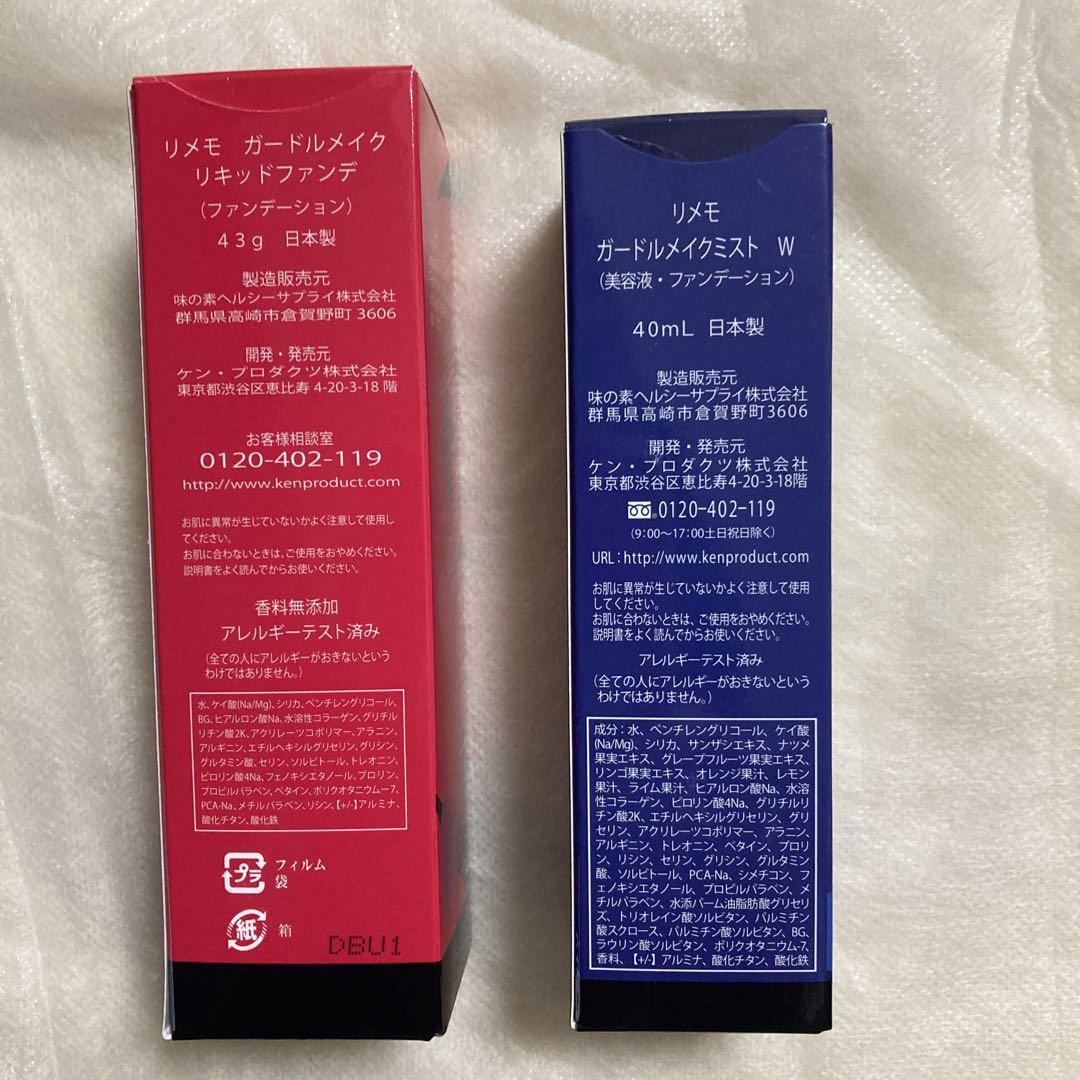 リメモ　ガードルメイク
リキッドファンデ
（ファンデーション）
43g　日本製
製造販売元
味の素ヘルシーサプライ株式会社
群馬県高崎市倉賀野町 3606
開発・発売元
ケン・プロダクツ株式会社
東京都渋谷区恵比寿 4-20-3-18 階
お客様相談室
0120-402-119
http://www.kenproduct.com
お肌に異常が生じていないかよく注意して使用し
てください。
お肌に合わないときは、ご使用をおやめください。
説明書をよく読んでからお使いください。
香料無添加
アレルギーテスト済み
（全ての人にアレルギーがおきないという
わけではありません。）
水、ケイ酸(Na/Mg)、シリカ、ペンチレングリコール、
BG、ヒアルロン酸Na、水溶性コラーゲン、グリチル
リチン酸2K、アクリレーツコポリマー、アラニン、
アルギニン、エチルヘキシルグリセリン、グリシン、
グルタミン酸、セリン、ソルビトール、トレオニン、
ピロリン酸4Na、フェノキシエタノール、プロリン、
プロピルパラベン、ベタイン、ポリクオタニウム-7、
PCA-Na、メチルパラベン、リシン、【+/-】アルミナ、
酸化チタン、酸化鉄
プラ
フィルム
袋
紙
箱
DBU1
リメモ
ガードルメイクミスト　W
（美容液・ファンデーション）
40mL　日本製
製造販売元
味の素ヘルシーサプライ株式会社
群馬県高崎市倉賀野町3606
開発・発売元
ケン・プロダクツ株式会社
東京都渋谷区恵比寿4-20-3-18階
0120-402-119
（9：00～17：00土日祝日除く）
URL：http://www.kenproduct.com
お肌に異常が生じていないかよく注意して使用
してください。
お肌に合わないときは、ご使用をおやめください。
説明書をよく読んでからお使いください。
アレルギーテスト済み
（全ての人にアレルギーがおきないという
わけではありません。）
成分：水、ペンチレングリコール、ケイ酸
(Na/Mg)、シリカ、サンザシエキス、ナツメ
果実エキス、グレープフルーツ果実エキス、
リンゴ果実エキス、オレンジ果汁、レモン
果汁、ライム果汁、ヒアルロン酸Na、水溶
性コラーゲン、ピロリン酸4Na、グリチルリ
チン酸2K、エチルヘキシルグリセリン、グリ
セリン、アクリレーツコポリマー、アラニン、
アルギニン、トレオニン、ベタイン、プロリ
ン、リシン、セリン、グリシン、グルタミン
酸、ソルビトール、PCA-Na、シメチコン、フ
ェノキシエタノール、プロピルパラベン、メ
チルパラベン、水添パーム油脂肪酸グリセリ
ズ、トリオレイン酸ソルビタン、パルミチン
酸スクロース、パルミチン酸ソルビタン、BG、
ラウリン酸ソルビタン、ポリクオタニウム-7、
香料、【+/-】アルミナ、酸化チタン、酸化鉄